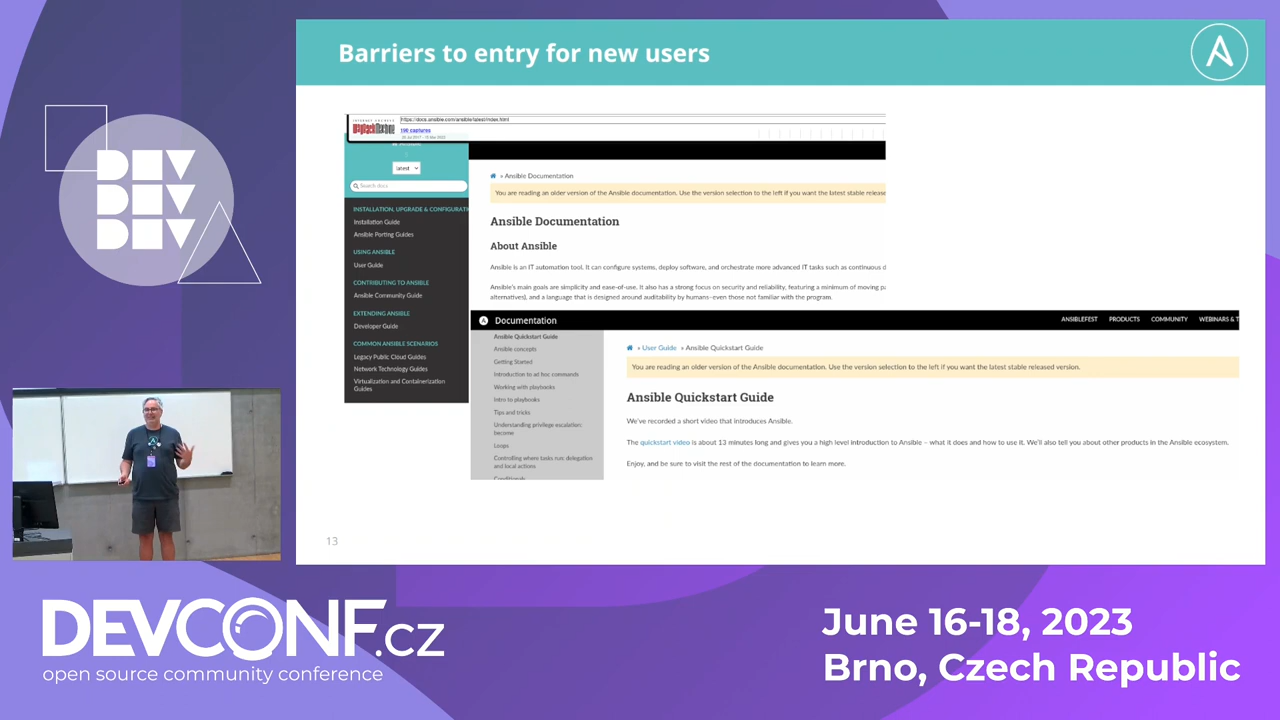 Barriers to entry for new users
DEV
DEV
DEV
INTERNET ARCHIVE
WayBackMachine
https://docs.ansible.com/ansible/latest/index.html
190 captures
latest
Search docs
» Ansible Documentation
You are reading an older version of the Ansible documentation. Use the version selection to the left if you want the latest stable release
INSTALLATION, UPGRADE & CONFIGURATI
Installation Guide
Ansible Porting Guides
USING ANSIBLE
User Guide
CONTRIBUTING TO ANSIBLE
Ansible Community Guide
EXTENDING ANSIBLE
Developer Guide
COMMON ANSIBLE SCENARIOS
Legacy Public Cloud Guides
Network Technology Guides
Virtualization and Containerization
Guides
Ansible Documentation
About Ansible
Ansible is an IT automation tool. It can configure systems, deploy software, and orchestrate more advanced IT tasks such as continuous d
Ansible's main goals are simplicity and ease-of-use. It also has a strong focus on security and reliability, featuring a minimum of moving pa
alternatives), and a language that is designed around auditability by humans–even those not familiar with the program.
Documentation
ANSIBLEFEST PRODUCTS COMMUNITY WEBINARS & T
Ansible Quickstart Guide
Ansible concepts
Getting Started
Introduction to ad hoc commands
Working with playbooks
Intro to playbooks
Tips and tricks
Understanding privilege escalation:
become
Loops
Controlling where tasks run: delegation
and local actions
Conditionals
» User Guide » Ansible Quickstart Guide
You are reading an older version of the Ansible documentation. Use the version selection to the left if you want the latest stable released version.
Ansible Quickstart Guide
We've recorded a short video that introduces Ansible.
The quickstart video is about 13 minutes long and gives you a high level introduction to Ansible – what it does and how to use it. We'll also tell you about other products in the Ansible ecosystem.
Enjoy, and be sure to visit the rest of the documentation to learn more.
13
DEVCONF.cz
open source community conference
June 16-18, 2023
Brno, Czech Republic